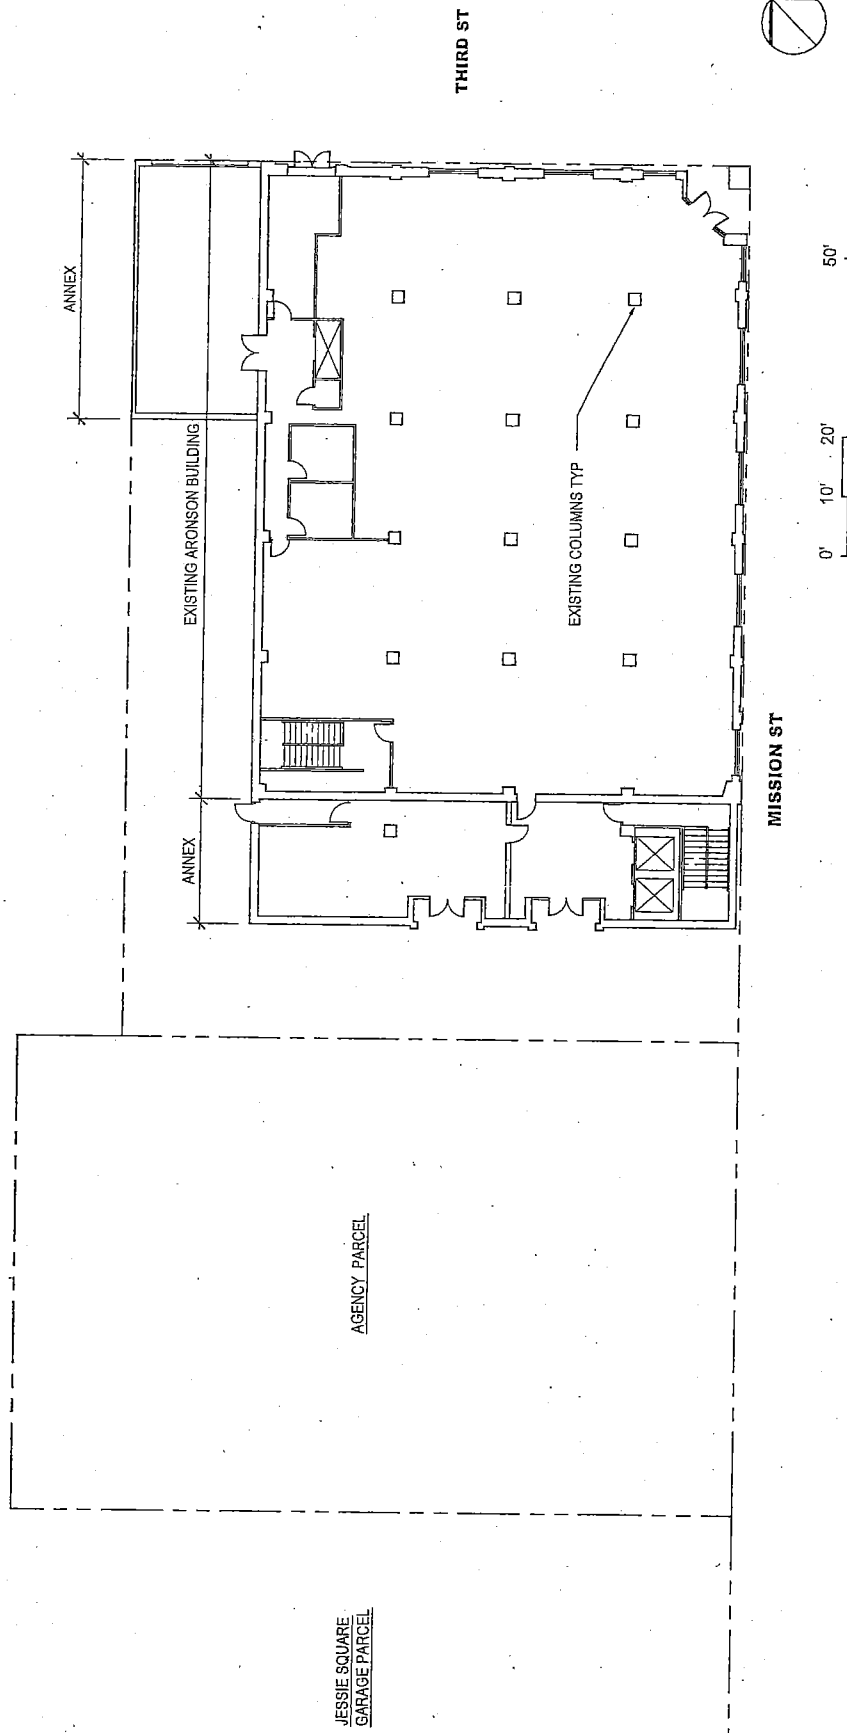 THIRD ST
ANNEX
EXISTING ARONSON BUILDING
EXISTING COLUMNS TYP
50'
20'
10'
0'
ANNEX
MISSION ST
AGENCY PARCEL
JESSIE SQUARE
GARAGE PARCEL